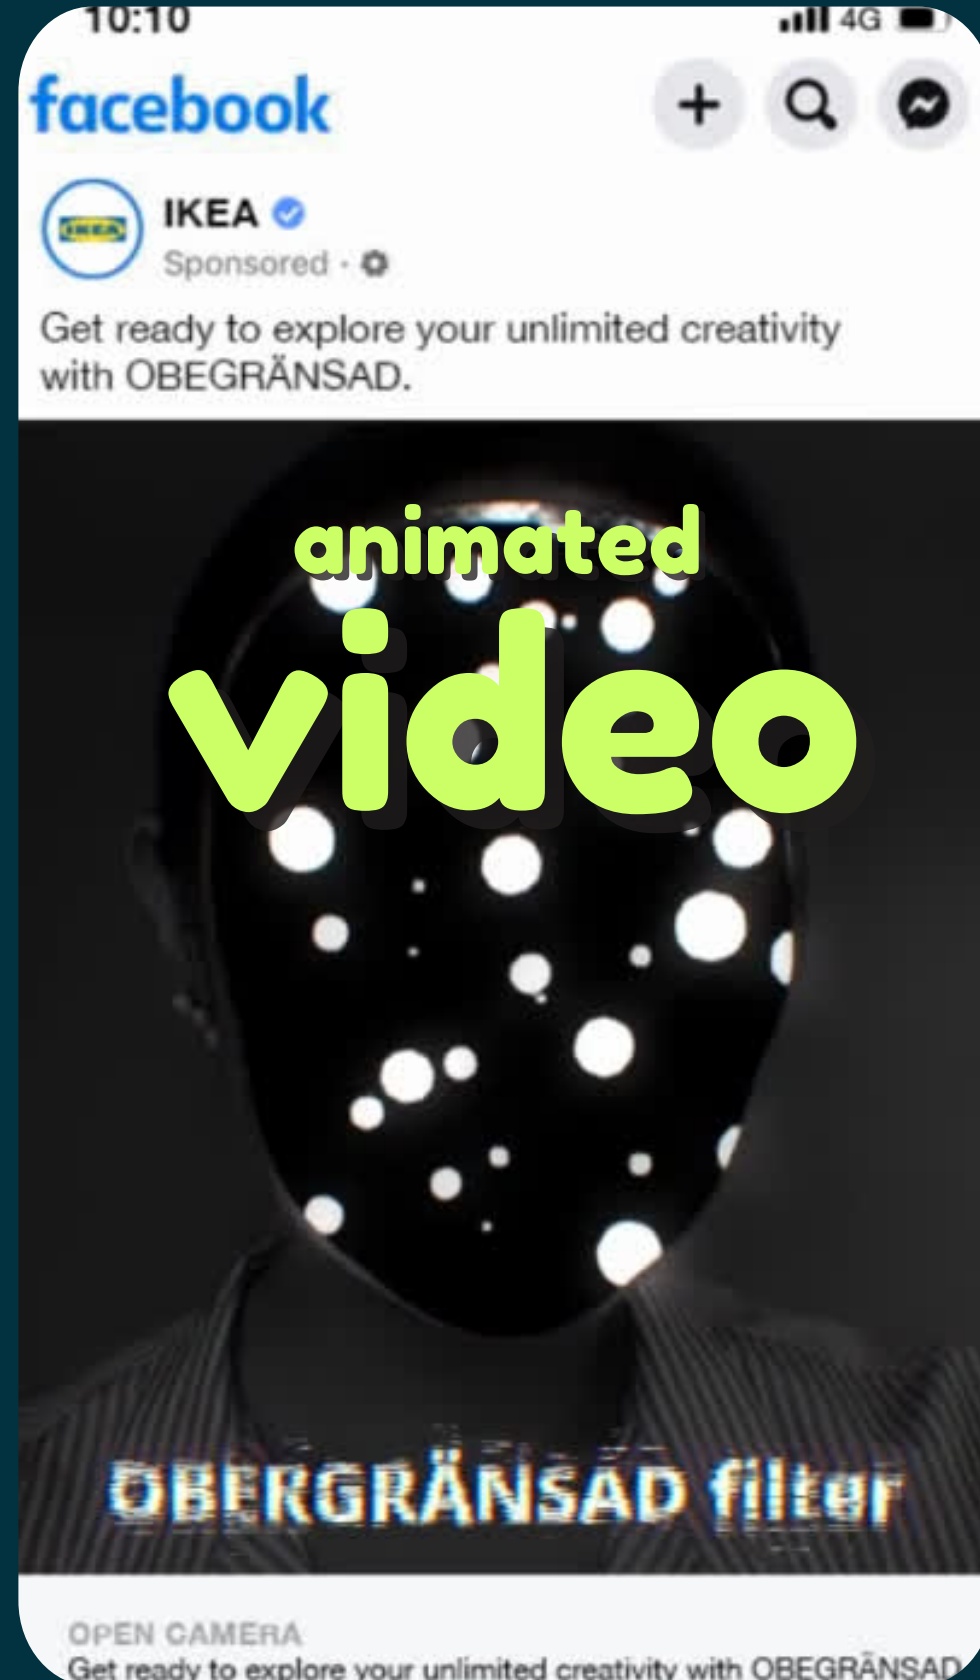 10:10
4G
facebook
IKEA
IKEA
Sponsored ·
Get ready to explore your unlimited creativity
with OBEGRÄNSAD.
animated
video
OBERGRÄNSAD filter
OPEN CAMERA
Get ready to explore your unlimited creativity with OBEGRÄNSAD.